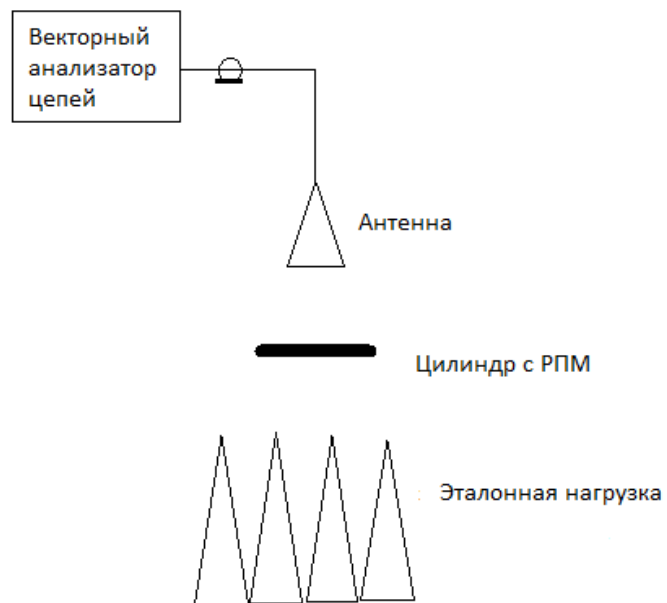 Векторный
анализатор
цепей
Антенна
Цилиндр с РПМ
Эталонная нагрузка